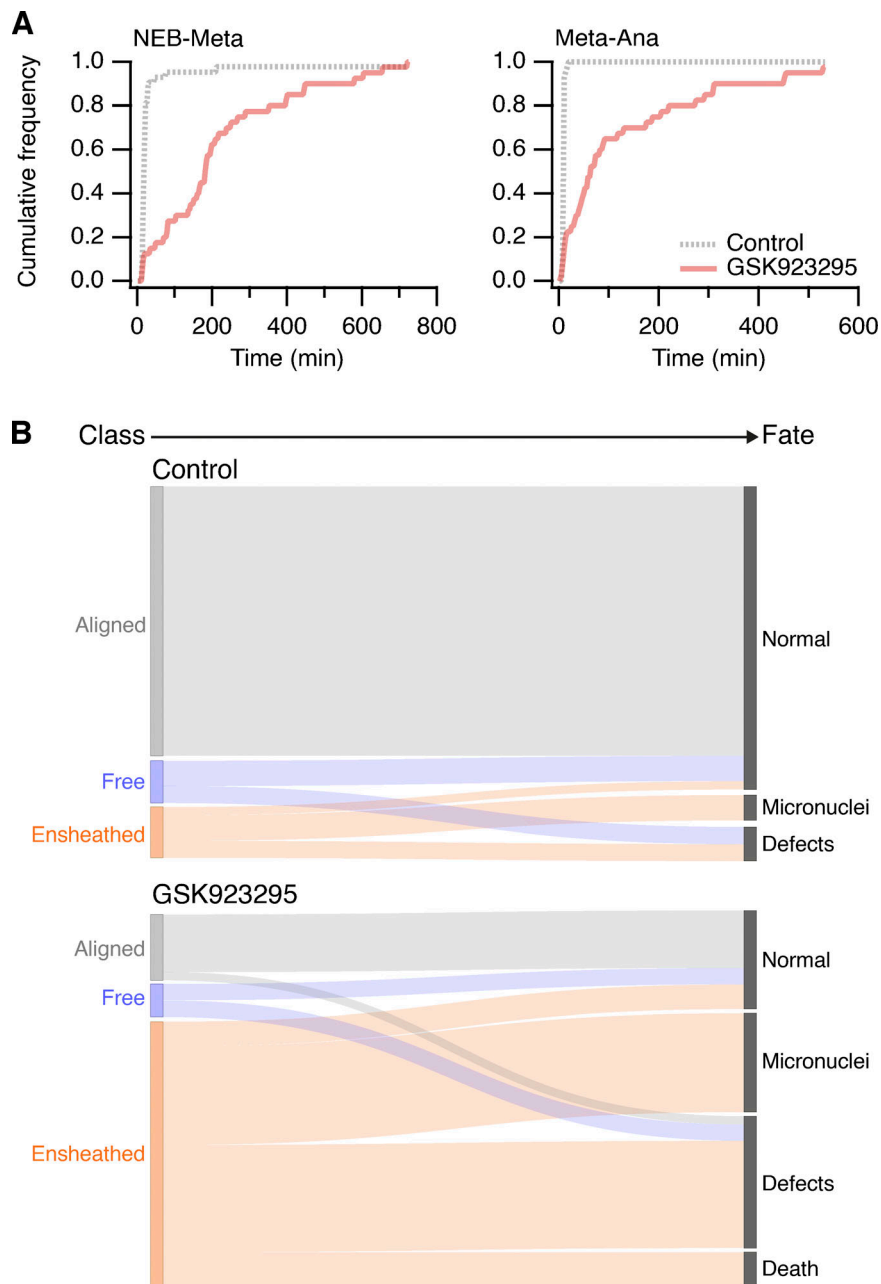 A
NEB-Meta
Meta-Ana
Cumulative frequency
1.0
0.8
0.6
0.4
0.2
0.0
0 200 400 600 800
Time (min)
1.0
0.8
0.6
0.4
0.2
0.0
Control
GSK923295
0 200 400 600
Time (min)
B
Class
Fate
Control
Aligned
Free
Ensheathed
Normal
Micronuclei
Defects
GSK923295
Aligned
Free
Ensheathed
Normal
Micronuclei
Defects
Death